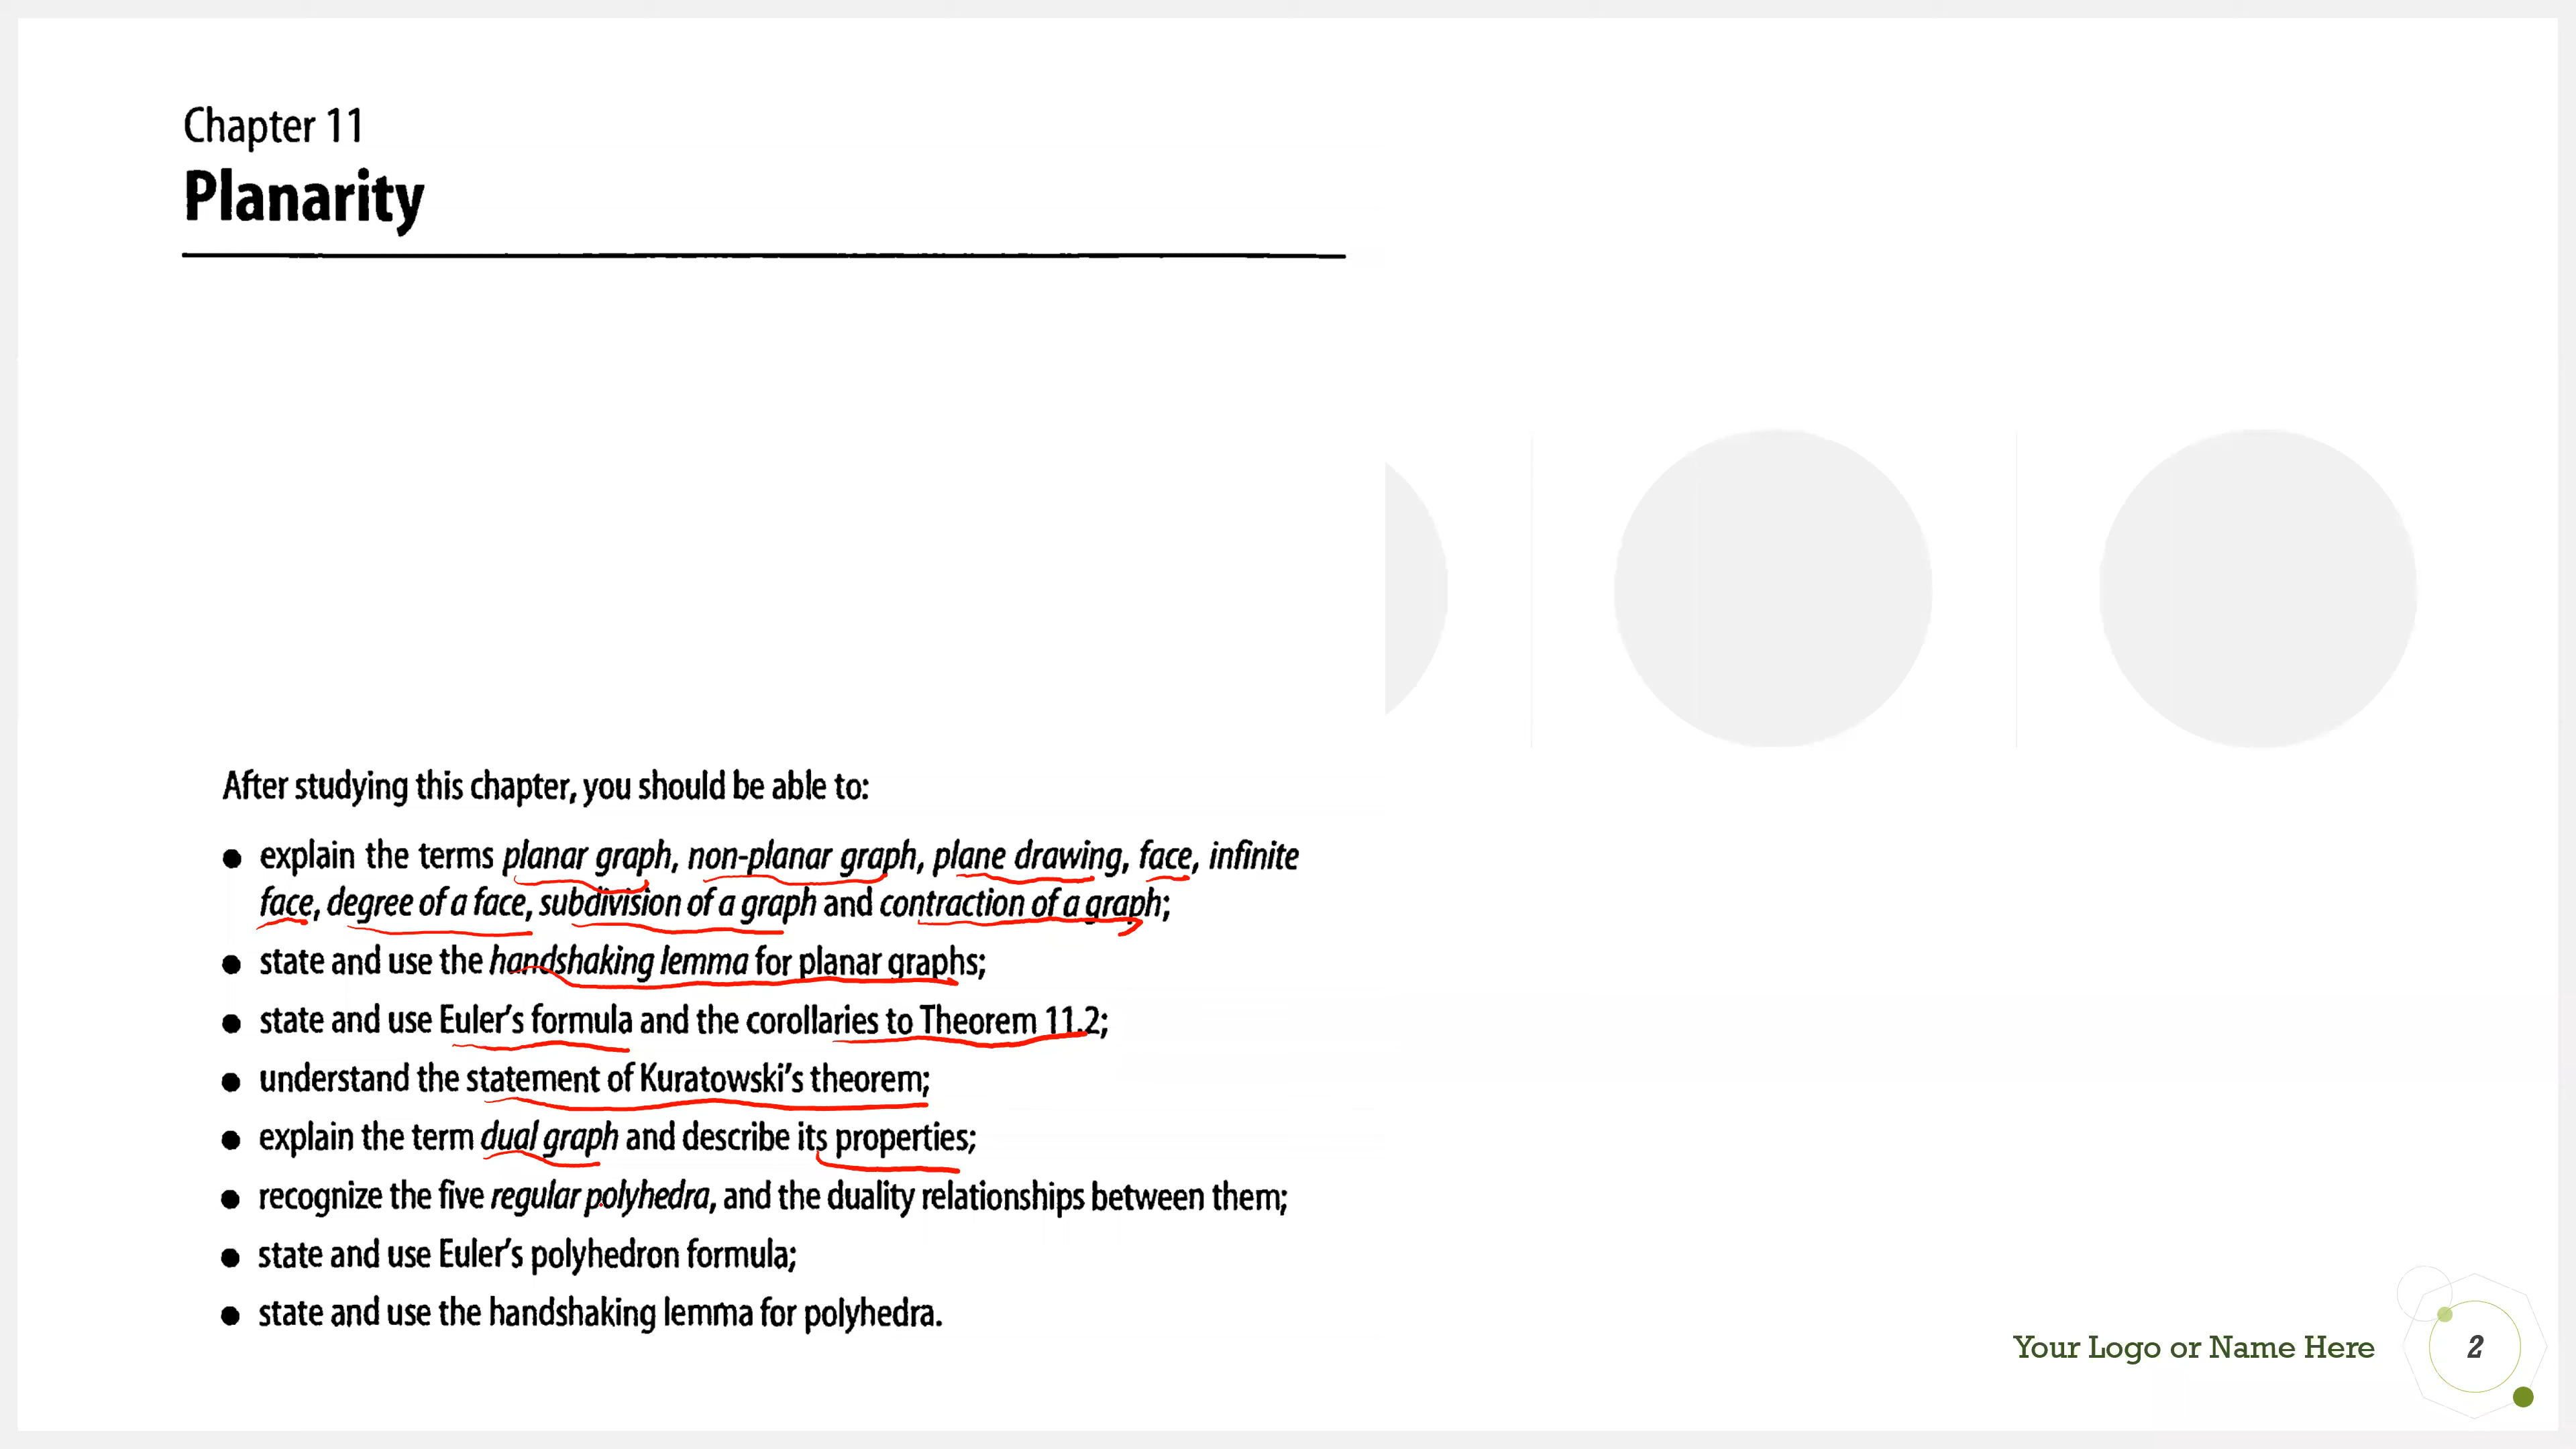 Chapter 11
Planarity
After studying this chapter, you should be able to:
● explain the terms planar graph, non-planar graph, plane drawing, face, infinite
face, degree of a face, subdivision of a graph and contraction of a graph;
● state and use the handshaking lemma for planar graphs;
● state and use Euler's formula and the corollaries to Theorem 11.2;
● understand the statement of Kuratowski's theorem;
● explain the term dual graph and describe its properties;
● recognize the five regular polyhedra, and the duality relationships between them;
● state and use Euler's polyhedron formula;
● state and use the handshaking lemma for polyhedra.
Your Logo or Name Here
2